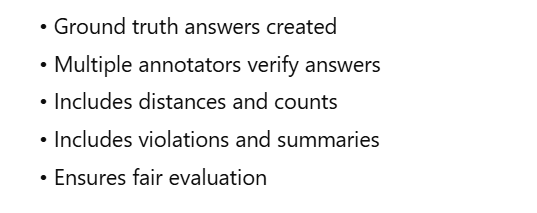 • Ground truth answers created
• Multiple annotators verify answers
• Includes distances and counts
• Includes violations and summaries
• Ensures fair evaluation